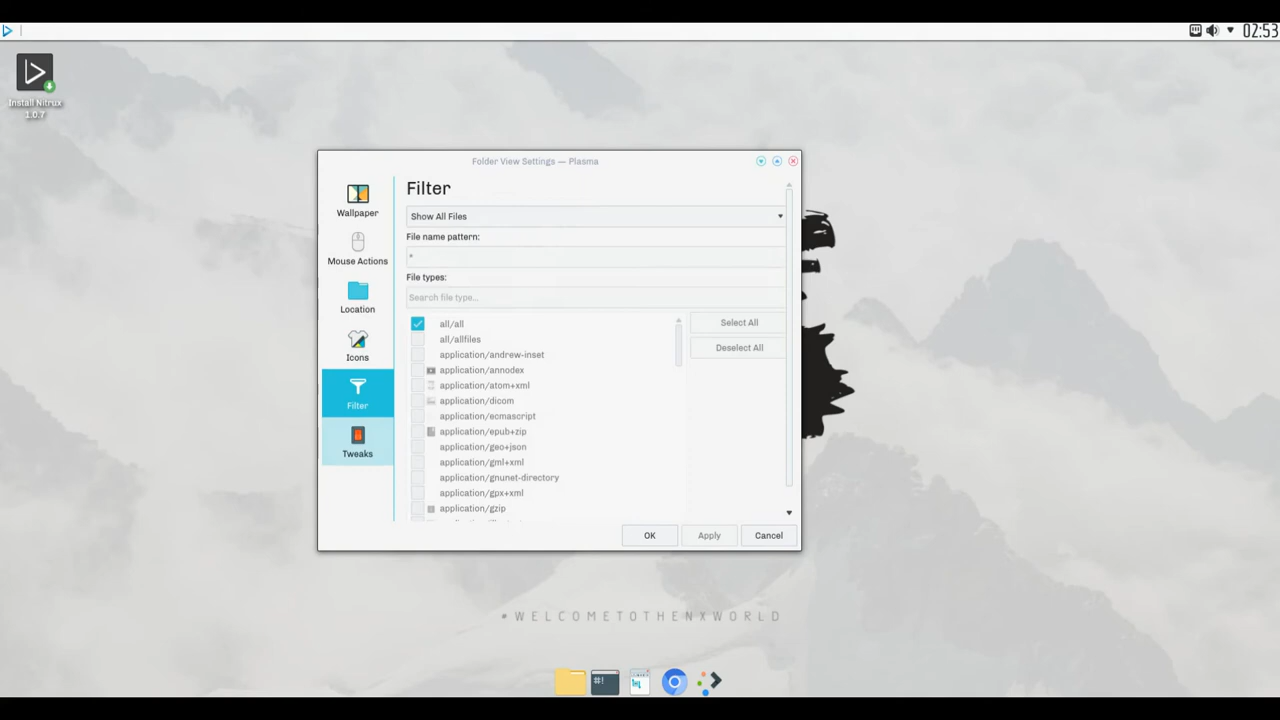 02:53
Install Nitrux
1.0.7
Folder View Settings — Plasma
Wallpaper
Mouse Actions
Location
Icons
Filter
Tweaks
Filter
Show All Files
File name pattern:
*
File types:
Search file type...
all/all
all/allfiles
application/andrew-inset
application/annodex
application/atom+xml
application/dicom
application/ecmascript
application/epub+zip
application/geo+json
application/gml+xml
application/gnunet-directory
application/gpx+xml
application/gzip
Select All
Deselect All
OK
Apply
Cancel
#WELCOMETOTHENXWORLD
#!